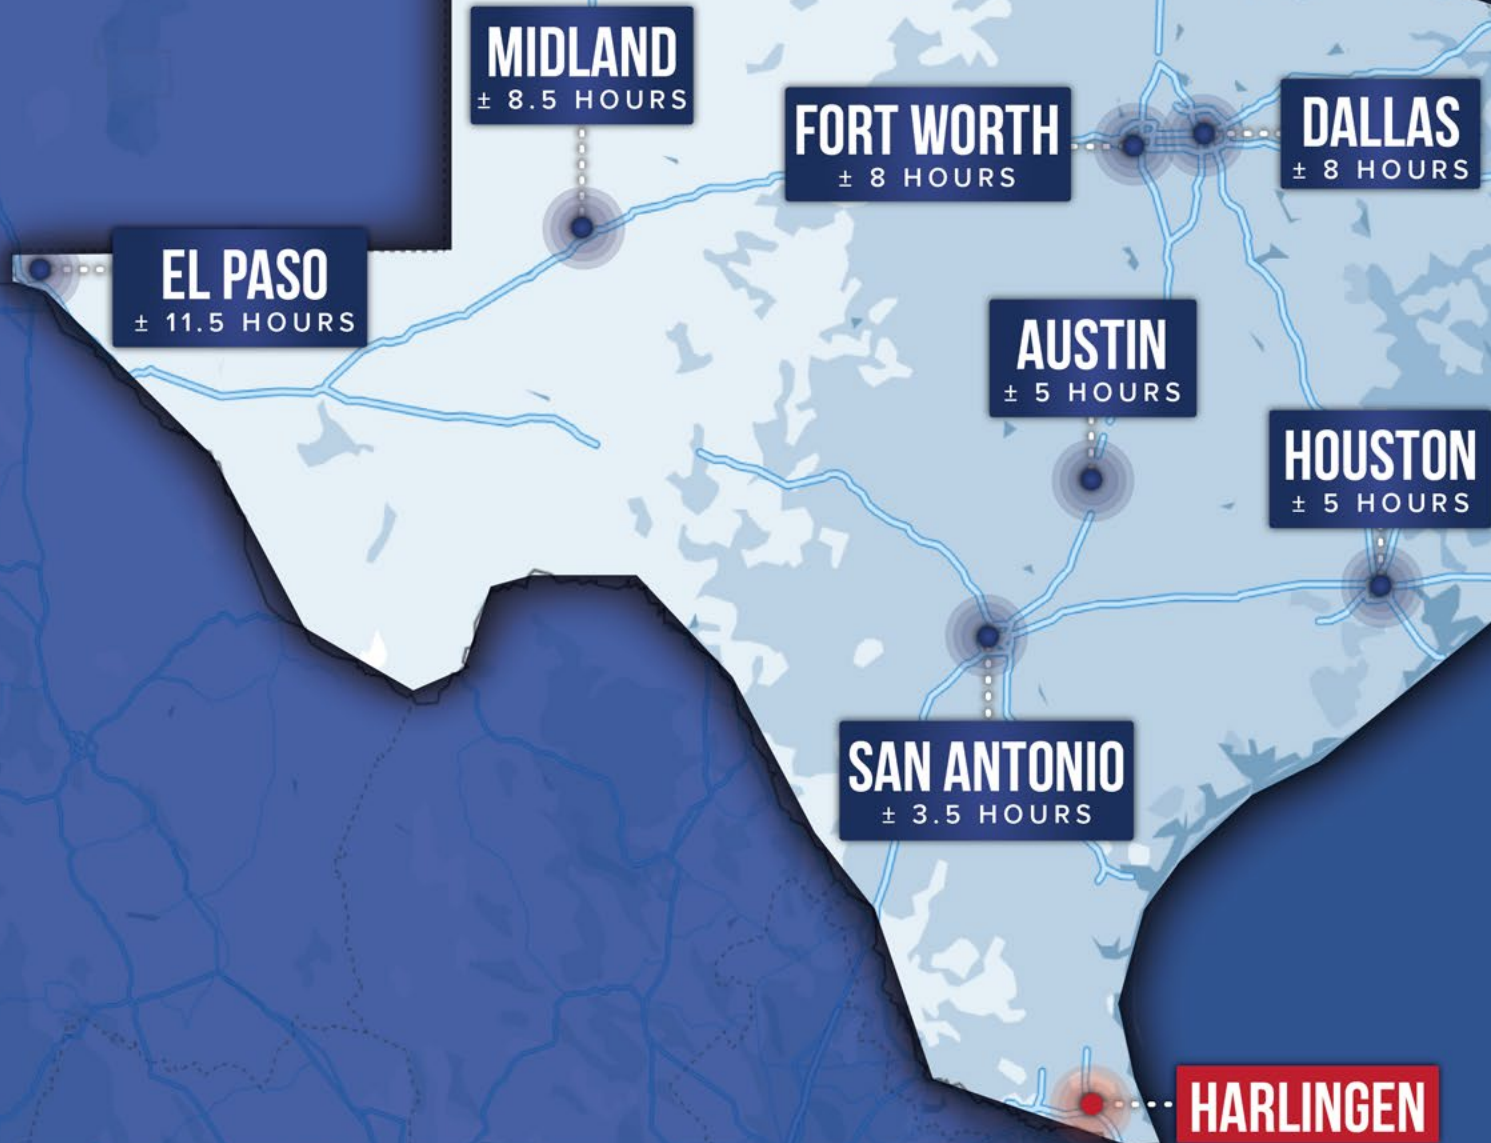 MIDLAND
± 8.5 HOURS
FORT WORTH
± 8 HOURS
DALLAS
± 8 HOURS
EL PASO
± 11.5 HOURS
AUSTIN
± 5 HOURS
HOUSTON
± 5 HOURS
SAN ANTONIO
± 3.5 HOURS
HARLINGEN